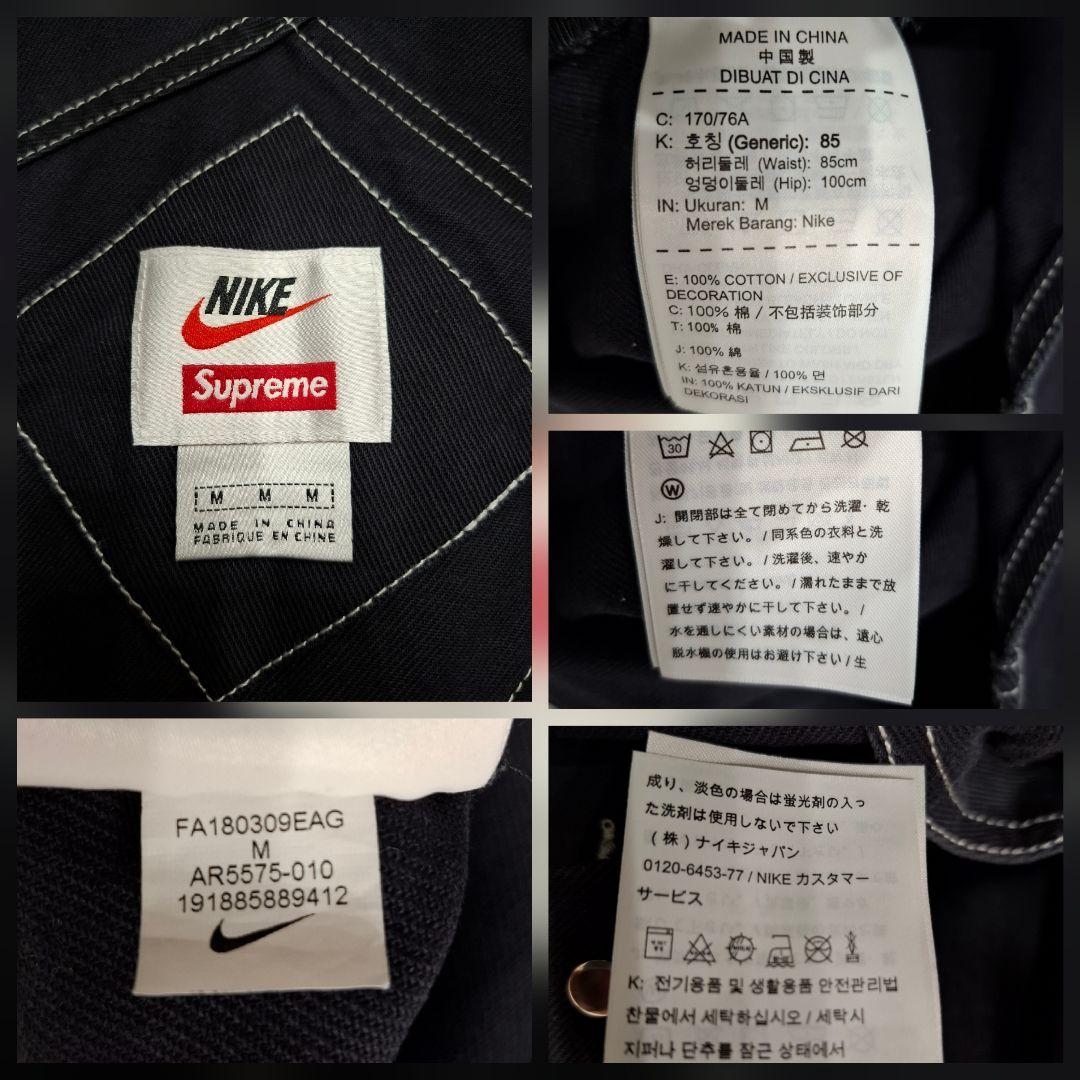 NIKE
Supreme
M M M
MADE IN CHINA
FABRIQUE EN CHINE
MADE IN CHINA
中国製
DIBUAT DI CINA
C: 170/76A
K: 호칭 (Generic): 85
허리둘레 (Waist): 85cm
엉덩이둘레 (Hip): 100cm
IN: Ukuran: M
Merek Barang: Nike
E: 100% COTTON / EXCLUSIVE OF
DECORATION
C: 100% 棉 / 不包括装饰部分
T: 100% 棉
J: 100% 綿
K: 섬유혼용율 / 100% 면
IN: 100% KATUN / EKSKLUSIF DARI
DEKORASI
30
W
J: 開閉部は全て閉めてから洗濯・乾
燥して下さい。/ 同系色の衣料と洗
濯して下さい。/ 洗濯後、速やか
に干してください。/ 濡れたままで放
置せず速やかに干して下さい。/
水を通しにくい素材の場合は、遠心
脱水機の使用はお避け下さい / 生
FA180309EAG
M
AR5575-010
191885889412
成り、淡色の場合は蛍光剤の入っ
た洗剤は使用しないで下さい
(株) ナイキジャパン
0120-6453-77 / NIKE カスタマー
サービス
K: 전기용품 및 생활용품 안전관리법
찬물에서 세탁하십시오 / 세탁시
지퍼나 단추를 잠근 상태에서